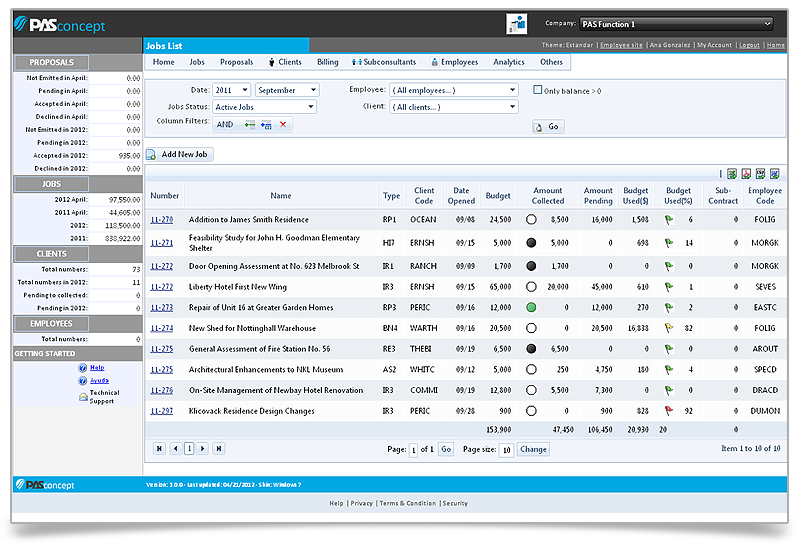 PASconcept
Company: PAS Function 1
Jobs List
Theme: Estandar | Employee site | Ana Gonzalez | My Account | Logout | Home
Home Jobs Proposals Clients Billing Subconsultants Employees Analytics Others
PROPOSALS
Not Emitted in April: 0.00
Pending in April: 0.00
Accepted in April: 0.00
Declined in April: 0.00
Not Emitted in 2012: 0.00
Pending in 2012: 0.00
Accepted in 2012: 935.00
Declined in 2012: 0.00
JOBS
2012 April: 97,550.00
2011 April: 44,605.00
2012: 118,500.00
2011: 838,922.00
CLIENTS
Total numbers: 73
Total numbers in 2012: 11
Pending to collected: 0
Pending in 2012: 0
EMPLOYEES
Total numbers: 0
GETTING STARTED
Help
Ayuda
Technical
Support
Date: 2011 September Employee: ( All employees... ) Only balance > 0
Jobs Status: Active Jobs Client: ( All clients... )
Column Filters: AND Go
Add New Job
Number Name Type Client Code Date Opened Budget Amount Collected Amount Pending Budget Used($) Budget Used(%) Sub-Contract Employee Code
11-270 Addition to James Smith Residence RP1 OCEAN 09/08 24,500 8,500 16,000 1,508 6 0 FOLIG
11-271 Feasibility Study for John H. Goodman Elementary Shelter HI7 ERNSH 09/15 5,000 5,000 0 698 14 0 MORGK
11-272 Door Opening Assessment at No. 623 Melbrook St IR1 RANCH 09/09 1,700 1,700 0 0 0 0 MORGK
11-272 Liberty Hotel First New Wing IR3 ERNSH 09/15 65,000 20,000 45,000 610 1 0 SEVES
11-273 Repair of Unit 16 at Greater Garden Homes RP3 PERIC 09/16 12,000 0 12,000 270 2 0 EASTC
11-274 New Shed for Nottinghall Warehouse BN4 WARTH 09/16 20,500 0 20,500 16,838 82 0 FOLIG
11-275 General Assessment of Fire Station No. 56 RE3 THEBI 09/19 6,500 6,500 0 0 0 0 AROUT
11-275 Architectural Enhancements to NKL Museum AS2 WHITC 09/12 5,000 250 4,750 180 4 0 SPECD
11-276 On-Site Management of Newbay Hotel Renovation IR3 COMMI 09/19 12,800 5,500 7,300 0 0 0 DRACD
11-297 Klicovack Residence Design Changes IR3 PERIC 09/28 900 0 900 828 92 0 DUMON
153,900 47,450 106,450 20,930 20 0
1 Page: 1 of 1 Go Page size: 10 Change Item 1 to 10 of 10
PASconcept Version: 3.0.0 - Last updated: 04/21/2012 - Skin: Windows 7
Help | Privacy | Terms & Condition | Security